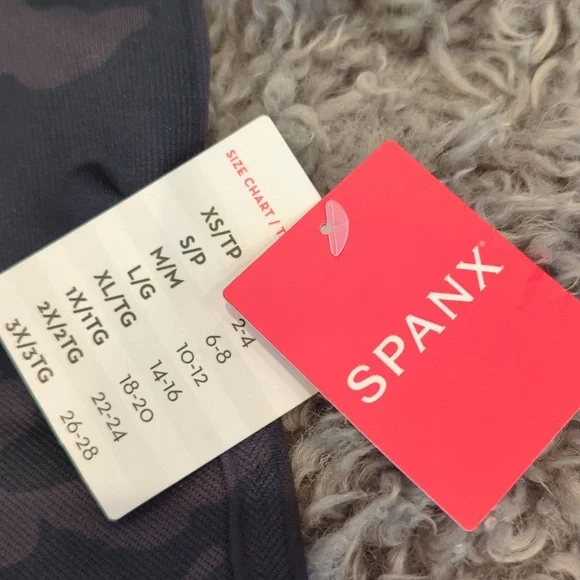 SIZE CHART / T
XS/TP 2-4
S/P 6-8
M/M 10-12
L/G 14-16
XL/TG 18-20
1X/1TG 22-24
2X/2TG 26-28
3X/3TG
SPANX